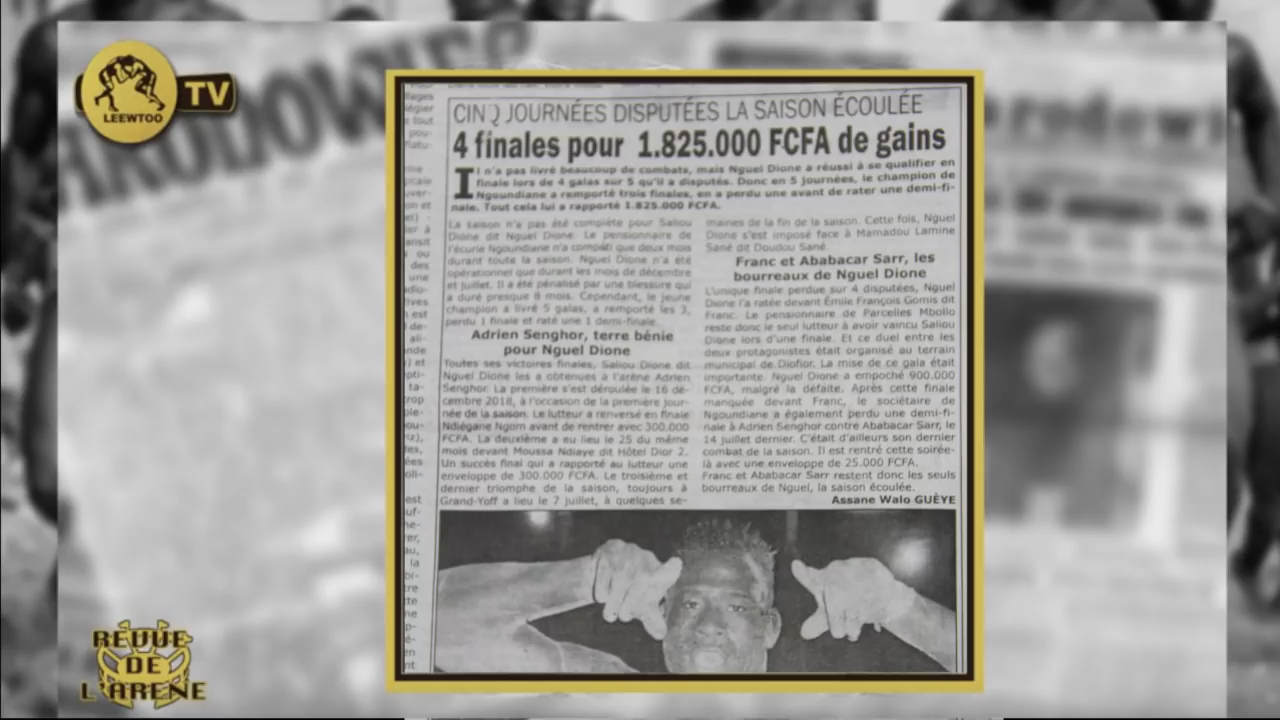 LEEWTOO
TV
CINQ JOURNÉES DISPUTÉES LA SAISON ÉCOULÉE
4 finales pour 1.825.000 FCFA de gains
Il n'a pas livré beaucoup de combats, mais Nguel Dione a réussi à se qualifier en
finale lors de 4 galas sur 5 qu'il a disputés. Donc en 5 journées, le champion de
Ngoundiane a remporté trois finales, en a perdu une avant de rater une demi-fi-
nale. Tout cela lui a rapporté 1.825.000 FCFA.
La saison n'a pas été complète pour Saliou
Dione dit Nguel Dione. Le pensionnaire de
l'écurie Ngoundiane n'a compati que deux mois
durant toute la saison. Nguel Dione n'a été
opérationnel que durant les mois de décembre
et juillet. Il a été pénalisé par une blessure qui
a duré presque 8 mois. Cependant, le jeune
champion a livré 5 galas, a remporté les 3,
perdu 1 finale et raté une 1 demi-finale.
Adrien Senghor, terre bénie
pour Nguel Dione
Toutes ses victoires finales, Saliou Dione dit
Nguel Dione les a obtenues à l'arène Adrien
Senghor. La première s'est déroulée le 16 dé-
cembre 2018, à l'occasion de la première jour-
née de la saison. Le lutteur a renversé en finale
Ndiégane Ngom avant de rentrer avec 300.000
FCFA. La deuxième a eu lieu le 25 du même
mois devant Moussa Ndiaye dit Hôtel Dior 2.
Un succès final qui a rapporté au lutteur une
enveloppe de 300.000 FCFA. Le troisième et
dernier triomphe de la saison, toujours à
Grand-Yoff a lieu le 7 juillet, à quelques se-
maines de la fin de la saison. Cette fois, Nguel
Dione s'est imposé face à Mamadou Lamine
Sané dit Doudou Sané.
Franc et Ababacar Sarr, les
bourreaux de Nguel Dione
L'unique finale perdue sur 4 disputées, Nguel
Dione l'a ratée devant Émile François Gomis dit
Franc. Le pensionnaire de Parcelles Mbollo
reste donc le seul lutteur à avoir vaincu Saliou
Dione lors d'une finale. Et ce duel entre les
deux protagonistes était organisé au terrain
municipal de Diofior. La mise de ce gala était
importante. Nguel Dione a empoché 900.000
FCFA, malgré la défaite. Après cette finale
manquée devant Franc, le sociétaire de
Ngoundiane a également perdu une demi-fi-
nale à Adrien Senghor contre Ababacar Sarr, le
14 juillet dernier. C'était d'ailleurs son dernier
combat de la saison. Il est rentré cette soirée-
là avec une enveloppe de 25.000 FCFA.
Franc et Ababacar Sarr restent donc les seuls
bourreaux de Nguel, la saison écoulée.
Assane Walo GUÈYE
REVUE
DE
L'ARENE